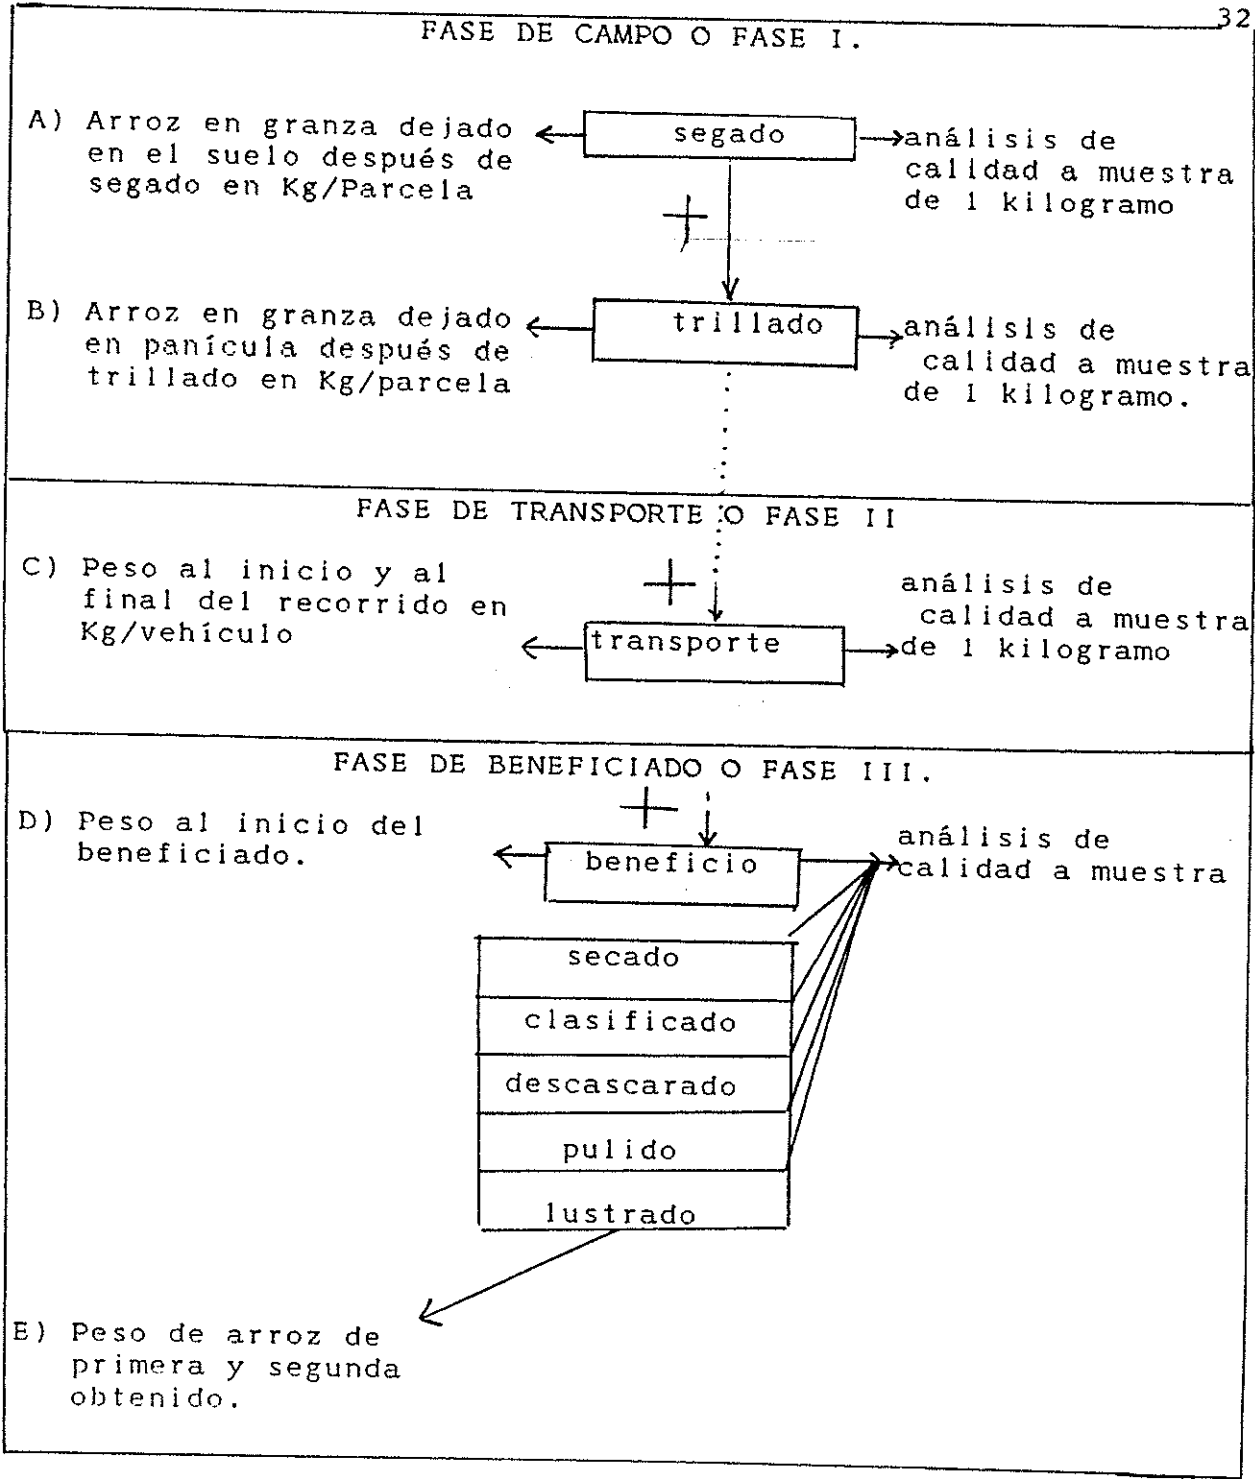 32
FASE DE CAMPO O FASE I.
A) Arroz en granza dejado
en el suelo después de
segado en Kg/Parcela
segado
análisis de
calidad a muestra
de 1 kilogramo
B) Arroz en granza dejado
en panícula después de
trillado en Kg/parcela
trillado
análisis de
calidad a muestra
de 1 kilogramo.
FASE DE TRANSPORTE O FASE II
C) Peso al inicio y al
final del recorrido en
Kg/vehículo
transporte
análisis de
calidad a muestra
de 1 kilogramo
FASE DE BENEFICIADO O FASE III.
D) Peso al inicio del
beneficiado.
beneficio
análisis de
calidad a muestra
secado
clasificado
descascarado
pulido
lustrado
E) Peso de arroz de
primera y segunda
obtenido.